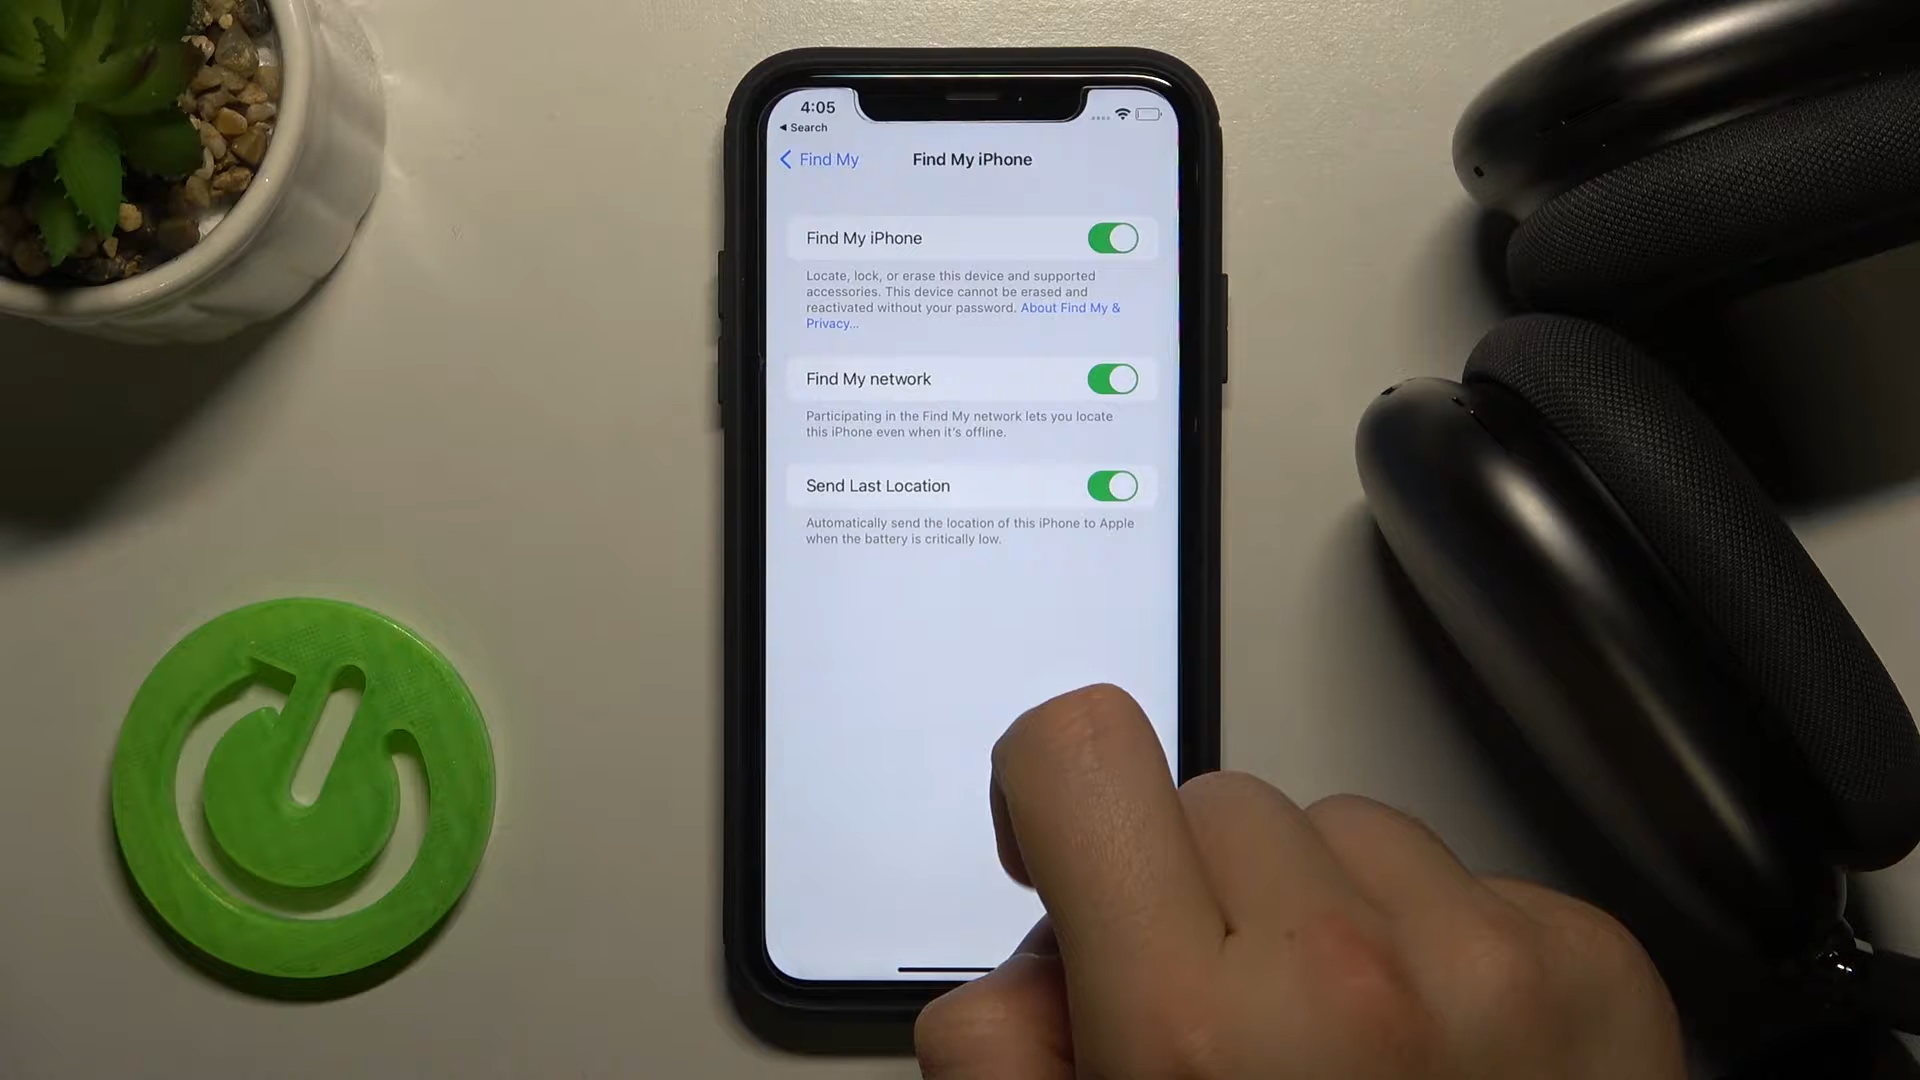 4:05
◀ Search
Find My
Find My iPhone
Find My iPhone
Locate, lock, or erase this device and supported
accessories. This device cannot be erased and
reactivated without your password. About Find My &
Privacy...
Find My network
Participating in the Find My network lets you locate
this iPhone even when it's offline.
Send Last Location
Automatically send the location of this iPhone to Apple
when the battery is critically low.